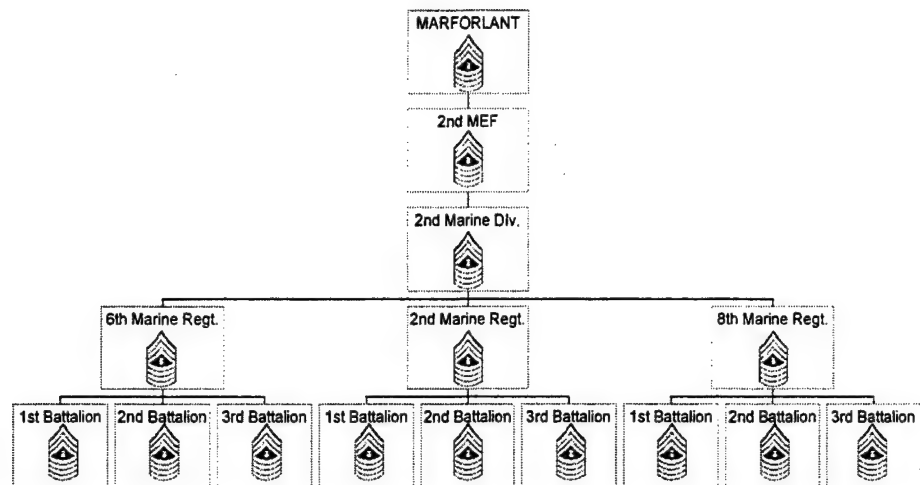 MARFORLANT
2nd MEF
2nd Marine Div.
6th Marine Regt.
2nd Marine Regt.
8th Marine Regt.
1st Battalion
2nd Battalion
3rd Battalion
1st Battalion
2nd Battalion
3rd Battalion
1st Battalion
2nd Battalion
3rd Battalion